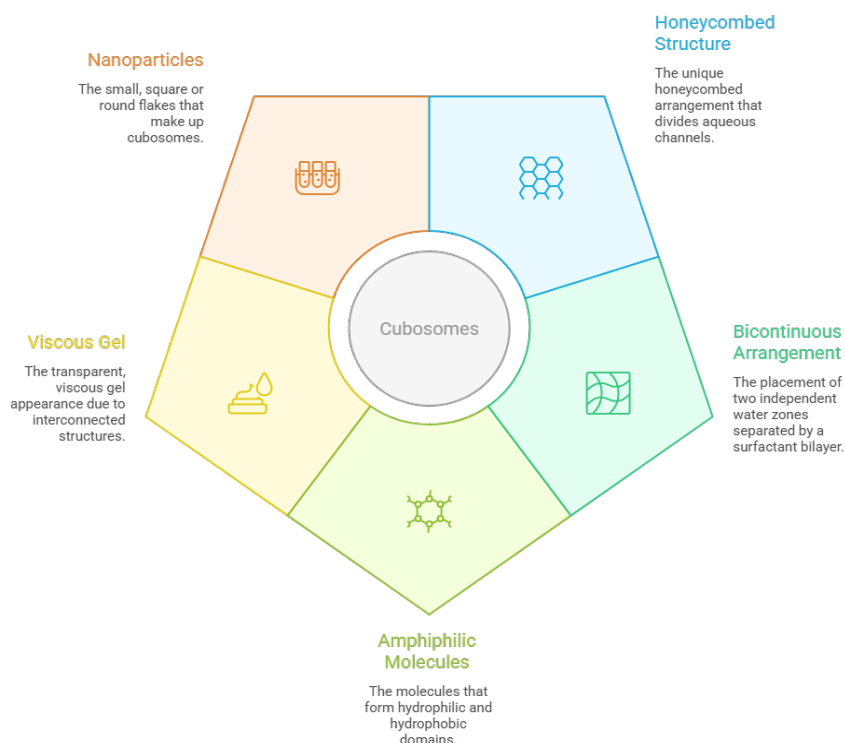 Honeycombed
Structure
The unique
honeycombed
arrangement that
divides aqueous
channels.
Nanoparticles
The small, square or
round flakes that
make up
cubosomes.
Cubosomes
Viscous Gel
The transparent,
viscous gel
appearance due to
interconnected
structures.
Bicontinuous
Arrangement
The placement of
two independent
water zones
separated by a
surfactant bilayer.
Amphiphilic
Molecules
The molecules that
form hydrophilic and
hydrophobic
domains.